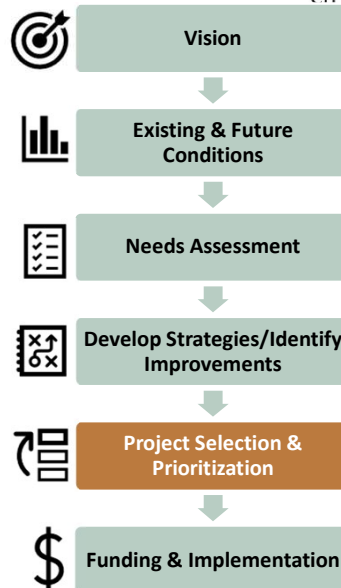 Vision
Existing & Future
Conditions
Needs Assessment
Develop Strategies/Identify
Improvements
Project Selection &
Prioritization
Funding & Implementation